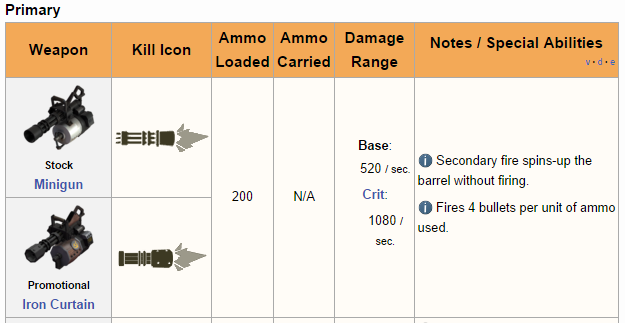 Primary
Weapon
Kill Icon
Ammo
Loaded
Ammo
Carried
Damage
Range
Notes / Special Abilities
v · d · e
Stock
Minigun
Promotional
Iron Curtain
200
N/A
Base:
520 / sec.
Crit:
1080 /
sec.
Secondary fire spins-up the
barrel without firing.
Fires 4 bullets per unit of ammo
used.